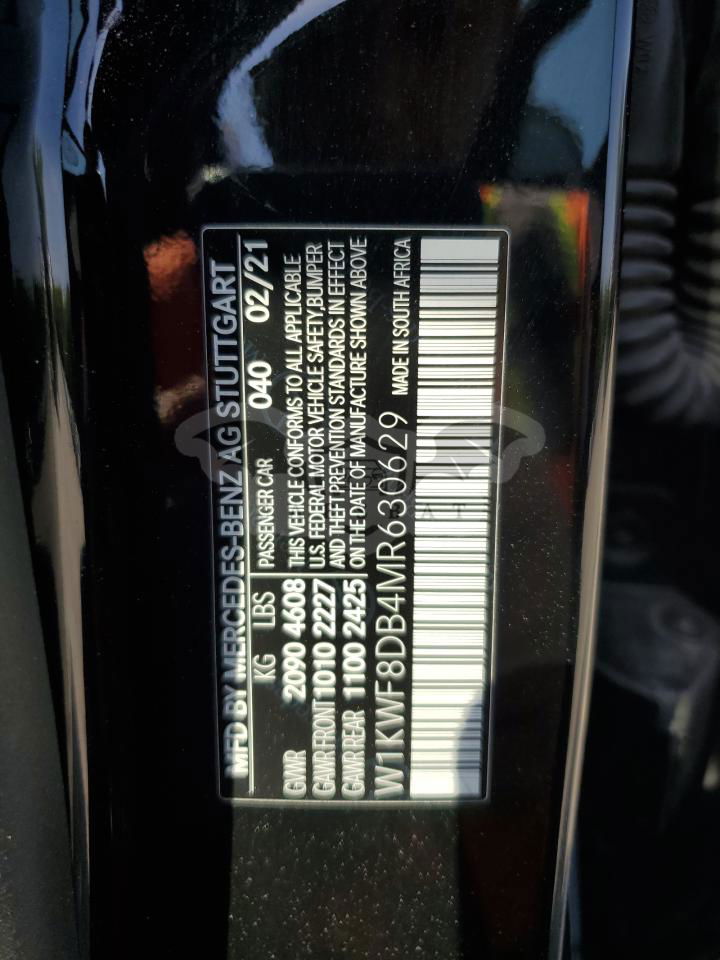 MFD BY MERCEDES-BENZ AG STUTTGART
KG LBS PASSENGER CAR 040 02/21
GWR 2090 4608 THIS VEHICLE CONFORMS TO ALL APPLICABLE
GAWR FRONT 1010 2227 U.S. FEDERAL MOTOR VEHICLE SAFETY, BUMPER
GAWR REAR 1100 2425 AND THEFT PREVENTION STANDARDS IN EFFECT
ON THE DATE OF MANUFACTURE SHOWN ABOVE
W1KWF8DB4MR630629 MADE IN SOUTH AFRICA